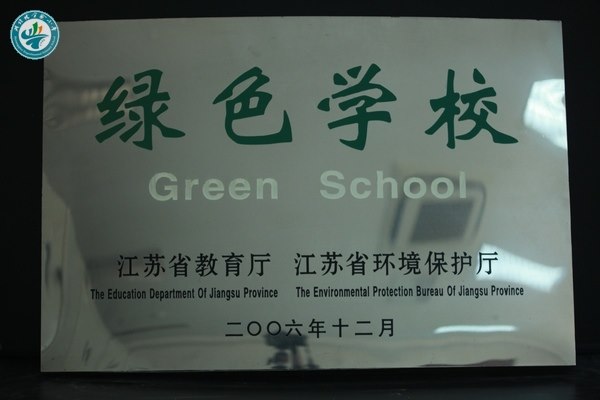 绿色学校
Green School
江苏省教育厅 江苏省环境保护厅
The Education Department Of Jiangsu Province The Environmental Protection Bureau Of Jiangsu Province
二〇〇六年十二月